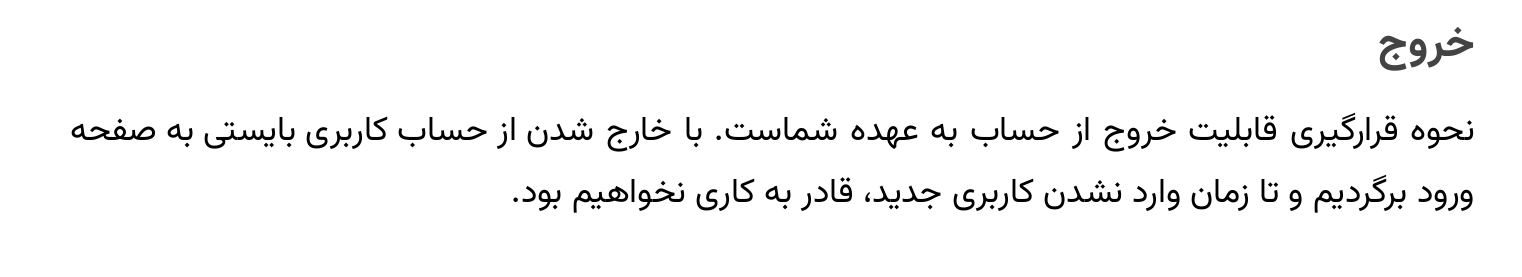 خروج
نحوه قرارگیری قابلیت خروج از حساب به عهده شماست. با خارج شدن از حساب کاربری بایستی به صفحه
ورود برگردیم و تا زمان وارد نشدن کاربری جدید، قادر به کاری نخواهیم بود.